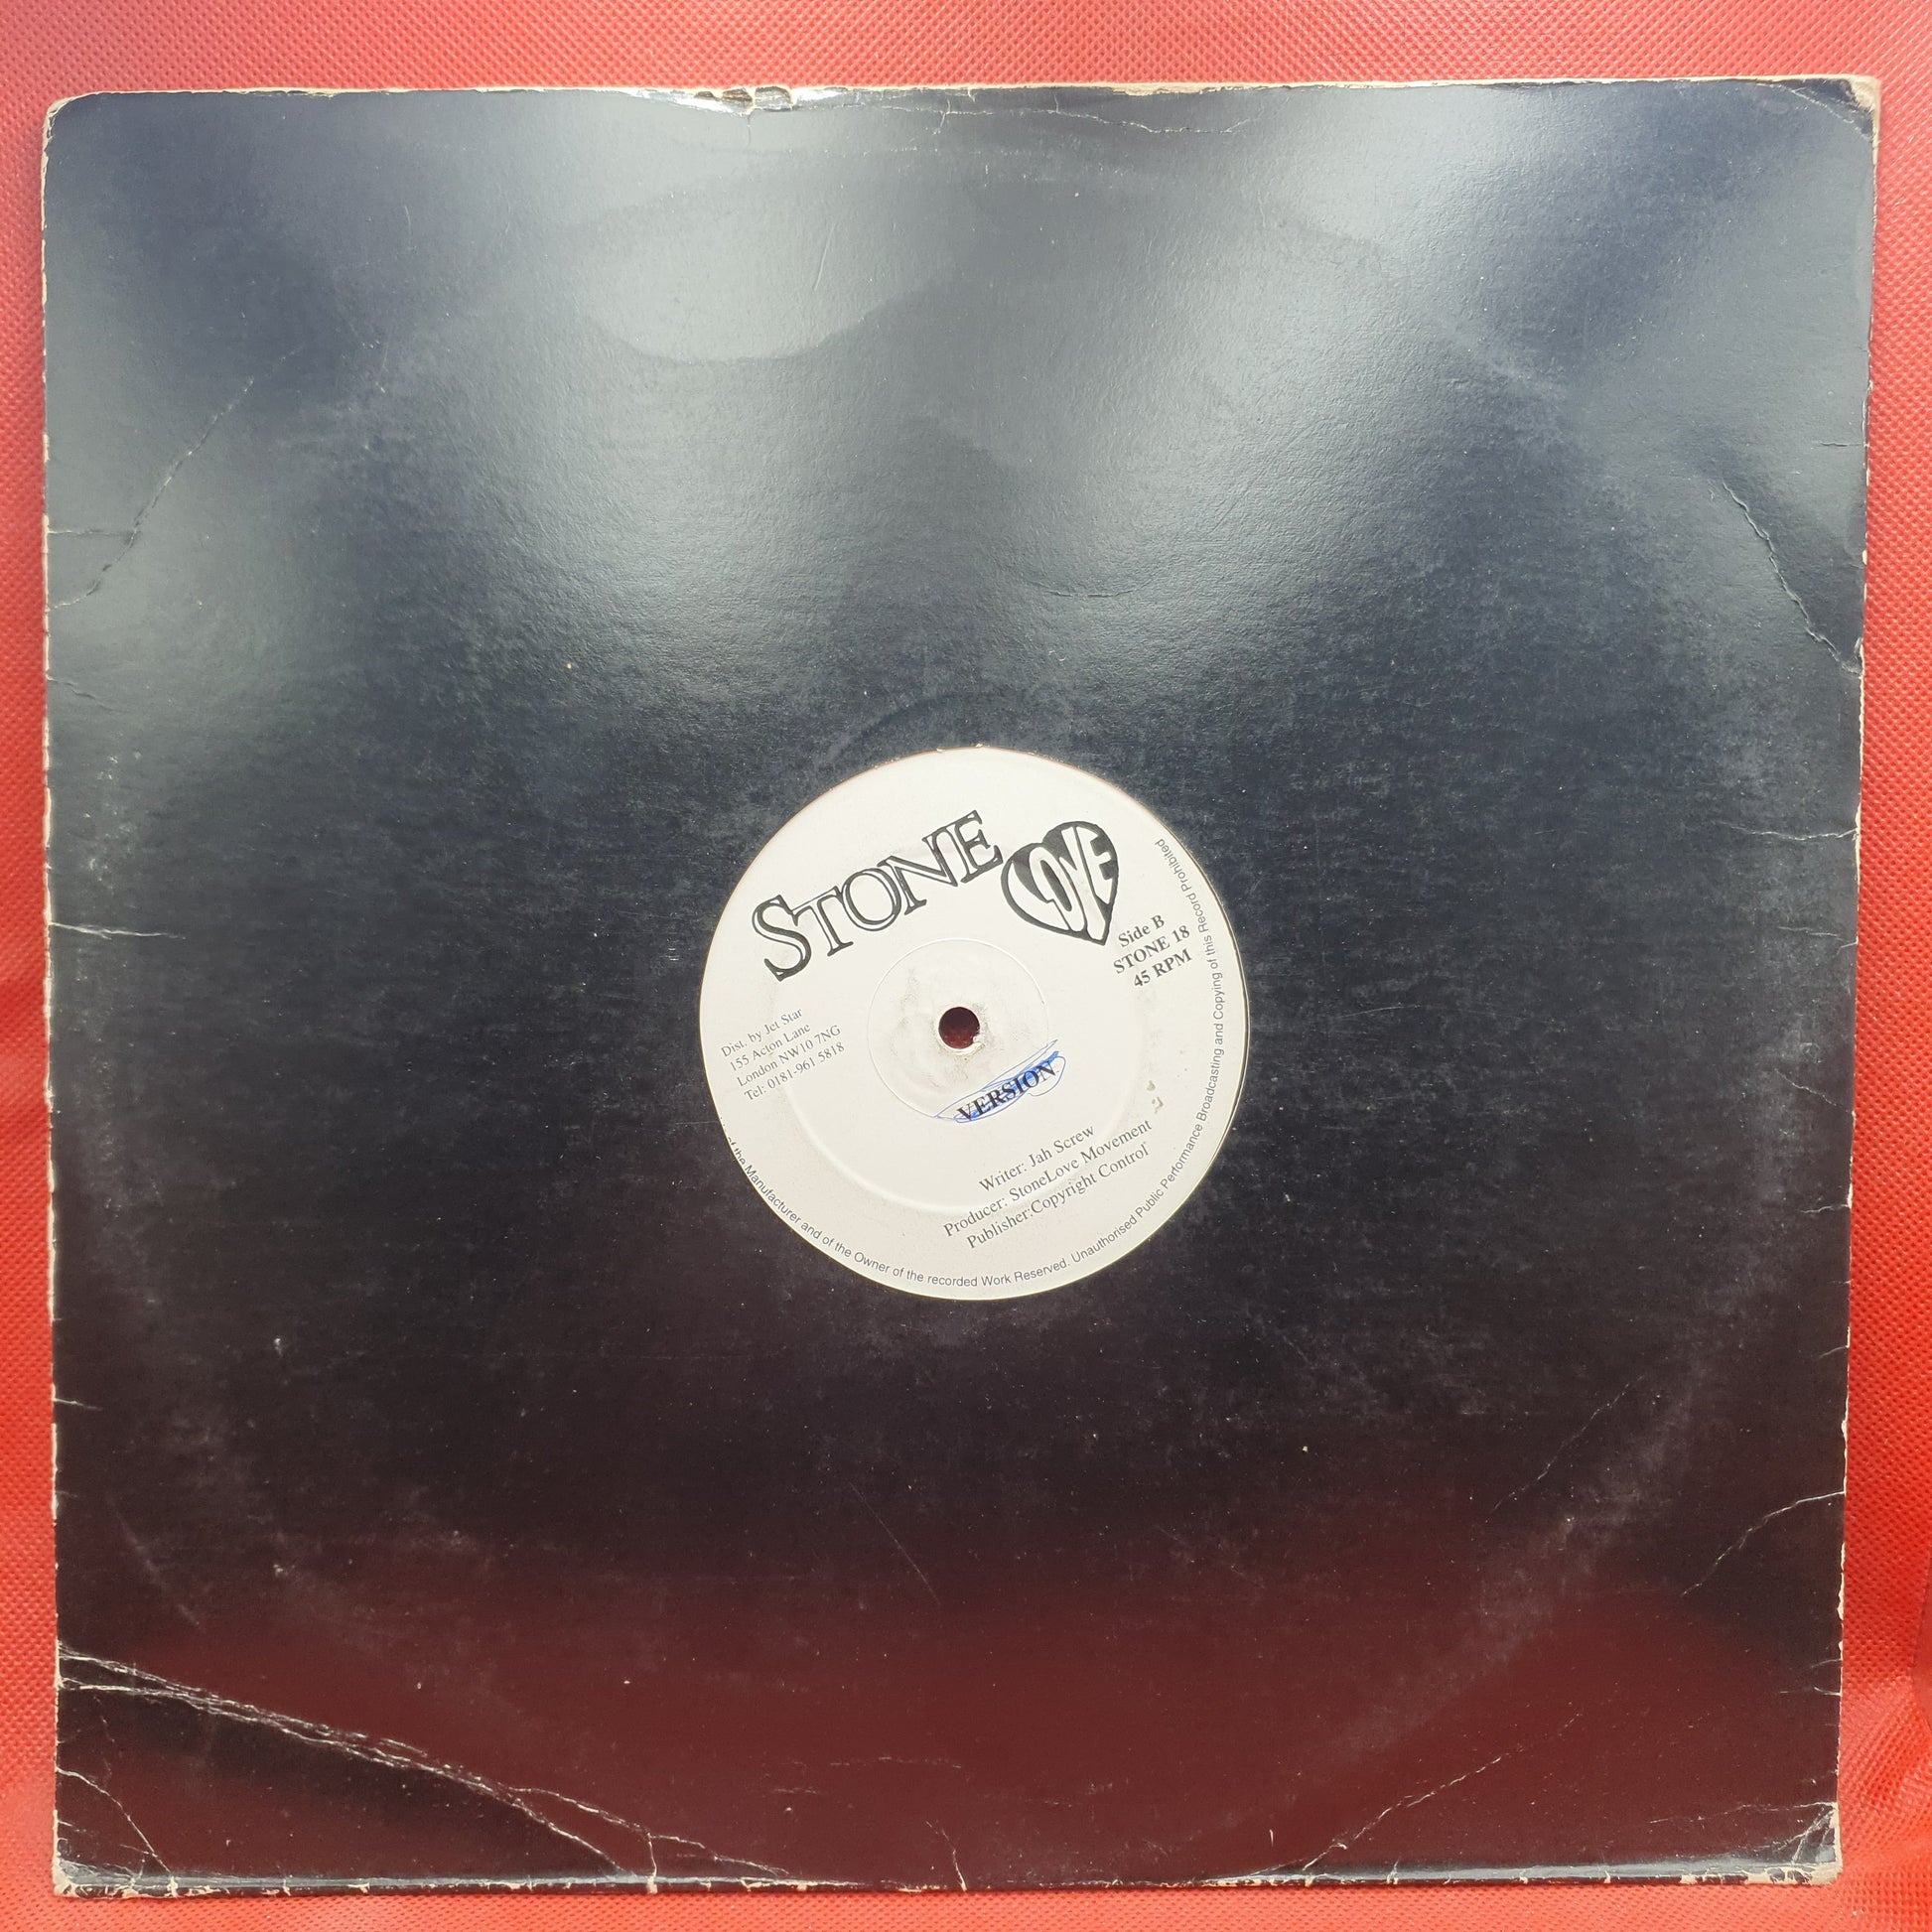 STONE LOVE
Side B
STONE 18
45 RPM
Dist. by Jet Star
155 Acton Lane
London NW10 7NG
Tel: 0181-961 5818
VERSION
Writer: Jah Screw
Producer: StoneLove Movement
Publisher:Copyright Control
of the Manufacturer and of the Owner of the recorded Work Reserved. Unauthorised Public Performance Broadcasting and Copying of this Record Prohibited